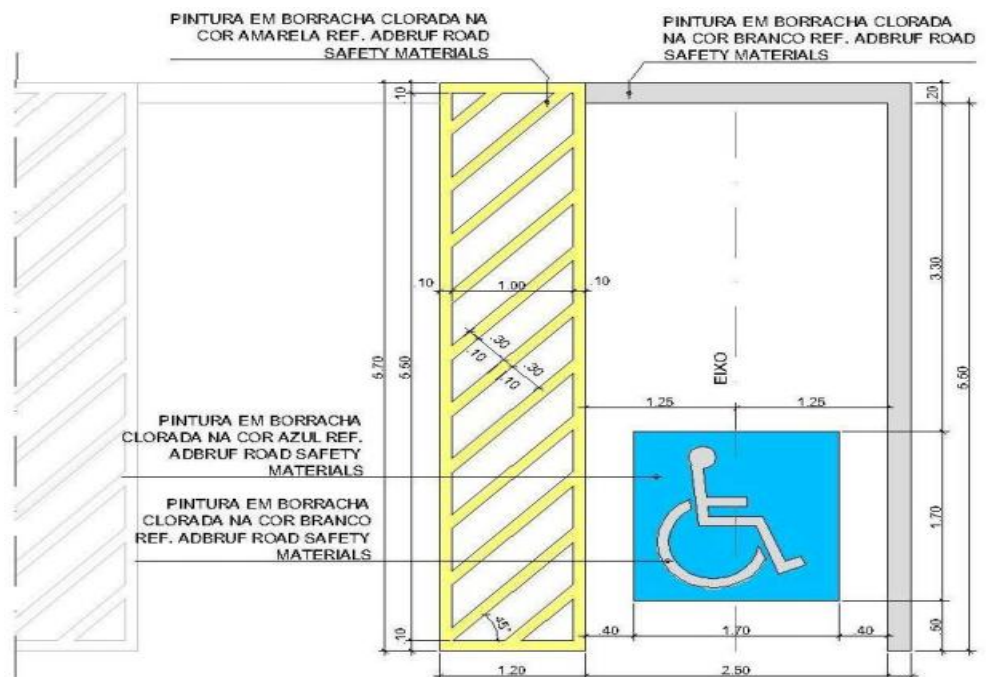 PINTURA EM BORRACHA CLORADA NA
COR AMARELA REF. ADBRUF ROAD
SAFETY MATERIALS
PINTURA EM BORRACHA CLORADA
NA COR BRANCO REF. ADBRUF ROAD
SAFETY MATERIALS
.10
.20
.10
1.00
.10
3.30
.30
.10
.30
.10
5.70
5.50
EIXO
5.50
1.25
1.25
PINTURA EM BORRACHA
CLORADA NA COR AZUL REF.
ADBRUF ROAD SAFETY
MATERIALS
PINTURA EM BORRACHA
CLORADA NA COR BRANCO
REF. ADBRUF ROAD SAFETY
MATERIALS
1.70
.10
45°
.40
1.70
.40
.50
1.20
2.50